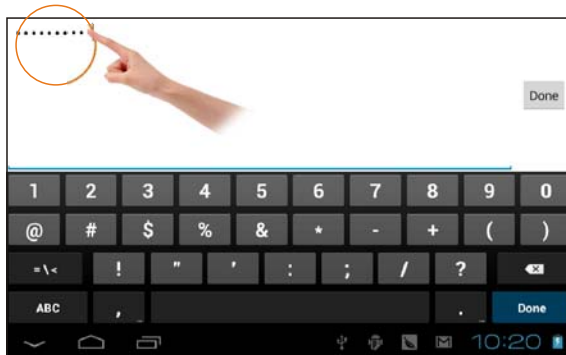 ..........
Done
1 2 3 4 5 6 7 8 9 0
@ # $ % & * - + ( )
=\< ! " ' : ; / ?
ABC , . Done
10:20